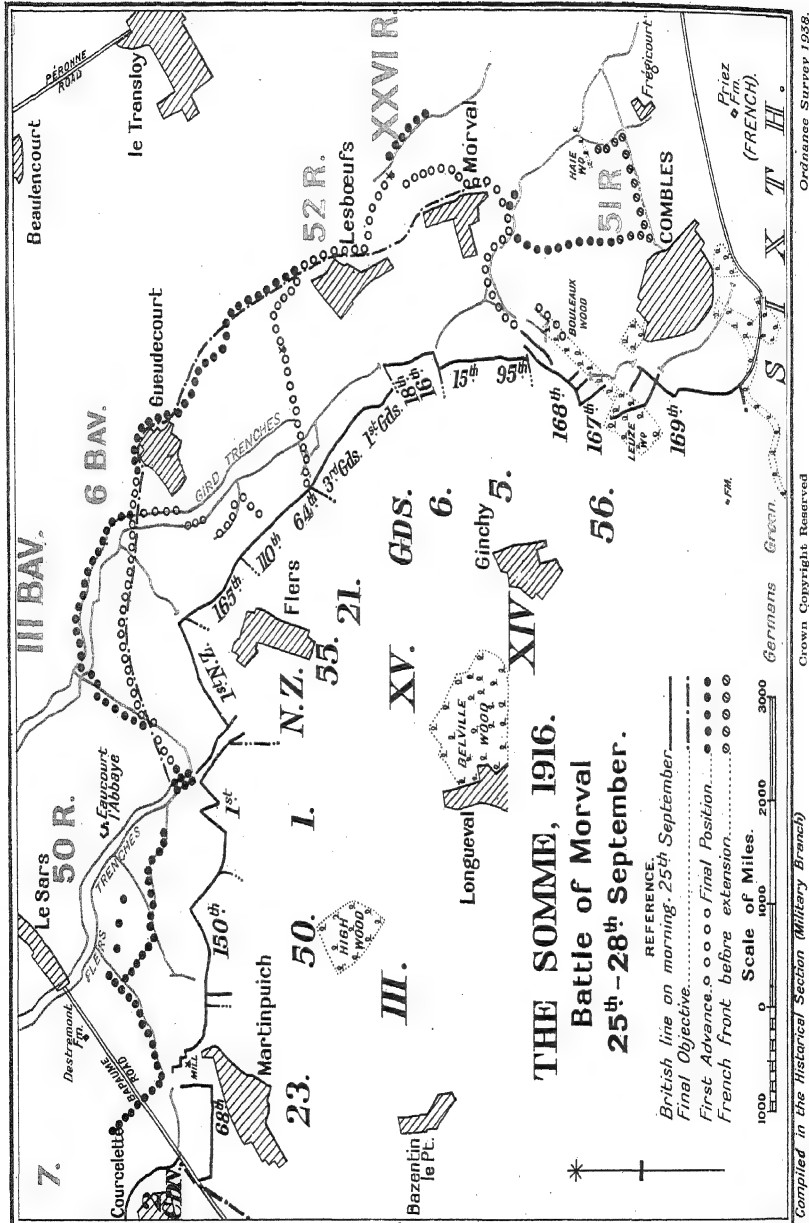 Beaulencourt
PÉRONNE
ROAD
le Transloy
III BAV.
6 BAV.
52 R.
XXVI R.
Gueudecourt
Lesbœufs
Morval
Le Sars
50 R.
Eaucourt
l'Abbaye
FLERS
TRENCHES
GIRD TRENCHES
Destremont
Fm.
BAPAUME
ROAD
7.
Courcelette
MILL
68th
150th
1st
1st N.Z.
165th
110th
64th
3rd Gds.
1st Gds.
18th
16th
15th
95th
168th
167th
169th
BOULEAUX
WOOD
LEUZE
WD
HAIE
WD
Frégicourt
51 R
COMBLES
Priez
Fm.
(FRENCH).
SIXTH.
Martinpuich
23.
50.
1.
N.Z.
55.
Flers
21.
GDS.
6.
5.
Ginchy
56.
HIGH
WOOD
III.
XV.
XIV
DELVILLE
WOOD
Longueval
Bazentin
le Pt.
FM.
THE SOMME, 1916.
Battle of Morval
25th–28th September.
REFERENCE.
British line on morning. 25th September
Final Objective
First Advance. Final Position
French front before extension
Scale of Miles.
1000 0 1000 2000 3000
Germans Green.
Compiled in the Historical Section (Military Branch)
Crown Copyright Reserved
Ordnance Survey 1938.